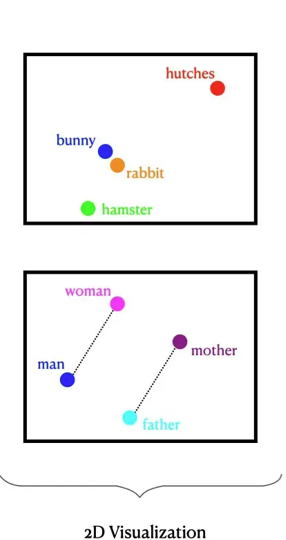 hutches
bunny
rabbit
hamster
woman
mother
man
father
2D Visualization